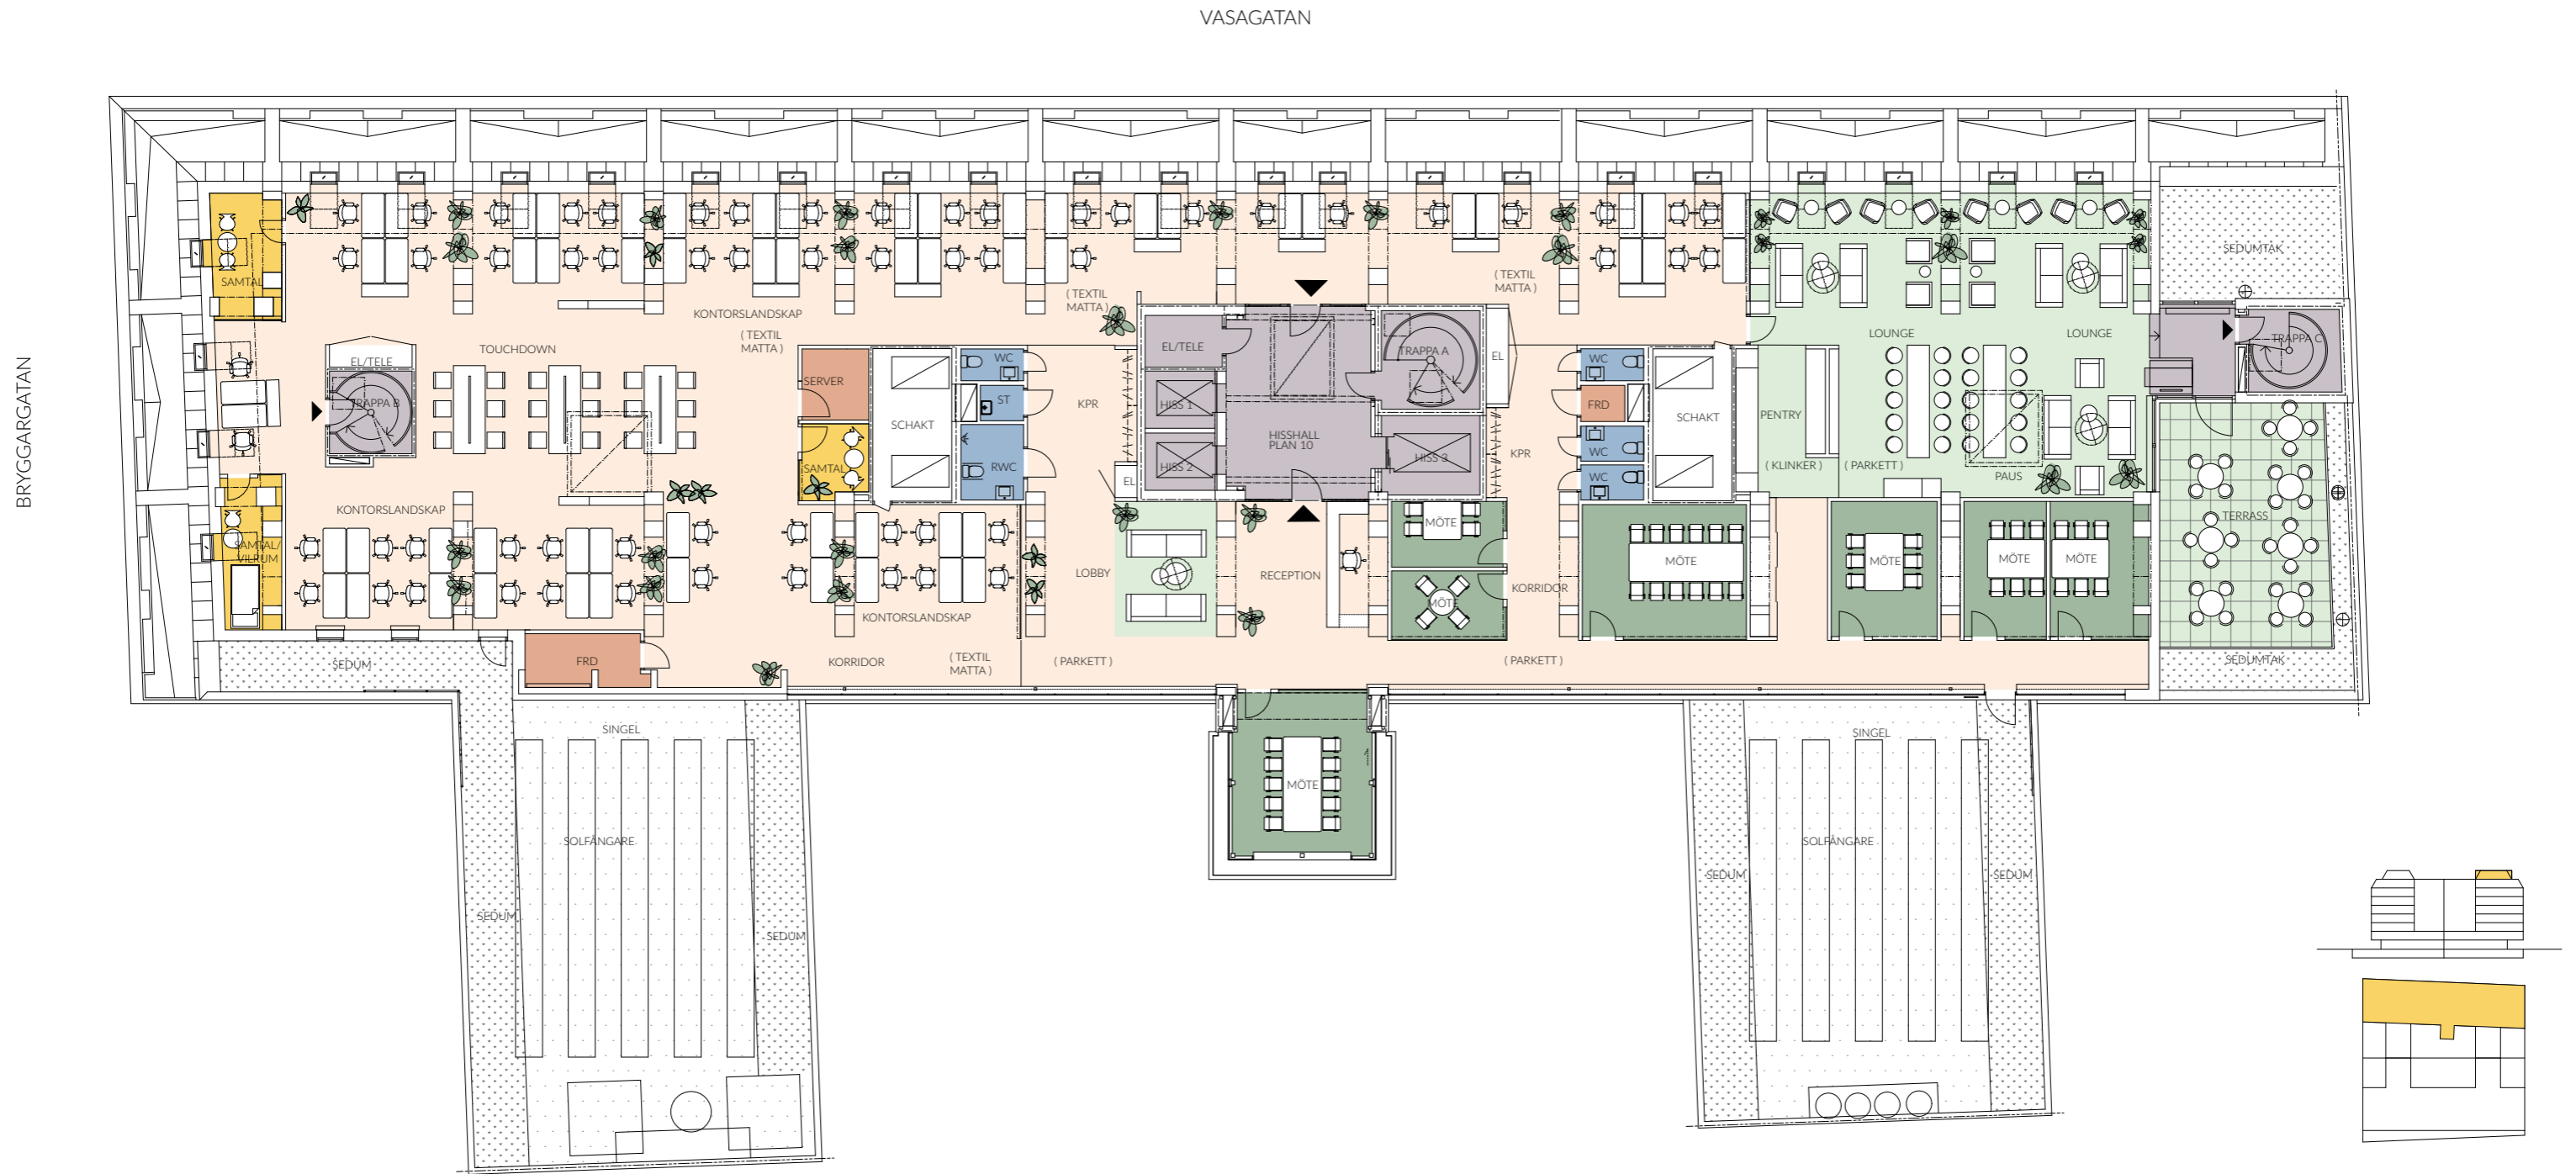 VASAGATAN
BRYGGARGATAN
SAMTAL
SEDUMTAK
( TEXTIL
MATTA )
( TEXTIL
MATTA )
KONTORSLANDSKAP
( TEXTIL
MATTA )
TOUCHDOWN
EL/TELE
TRAPPA B
SERVER
SAMTAL
SCHAKT
WC
ST
RWC
KPR
EL
EL/TELE
HISS 1
HISS 2
HISSHALL
PLAN 10
TRAPPA A
HISS 3
EL
KPR
WC
FRD
WC
WC
SCHAKT
PENTRY
( KLINKER )
( PARKETT )
LOUNGE
LOUNGE
PAUS
TRAPPA C
TERRASS
SEDUMTAK
KONTORSLANDSKAP
SAMTAL/
VILRUM
KONTORSLANDSKAP
LOBBY
RECEPTION
MÖTE
MÖTE
KORRIDOR
MÖTE
MÖTE
MÖTE
MÖTE
SEDUM
FRD
KORRIDOR
( TEXTIL
MATTA )
( PARKETT )
( PARKETT )
SINGEL
SOLFÅNGARE
SEDUM
SEDUM
MÖTE
SINGEL
SOLFÅNGARE
SEDUM
SEDUM